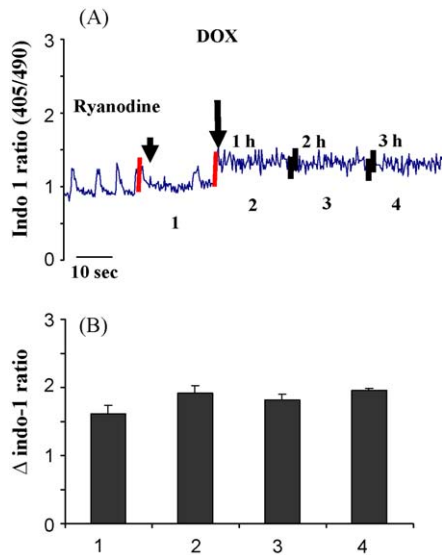 (A)
DOX
Ryanodine
Indo 1 ratio (405/490)
3
2
1
0
1 h
2 h
3 h
1
2
3
4
10 sec
(B)
Δ indo-1 ratio
3
2
1
0
1
2
3
4